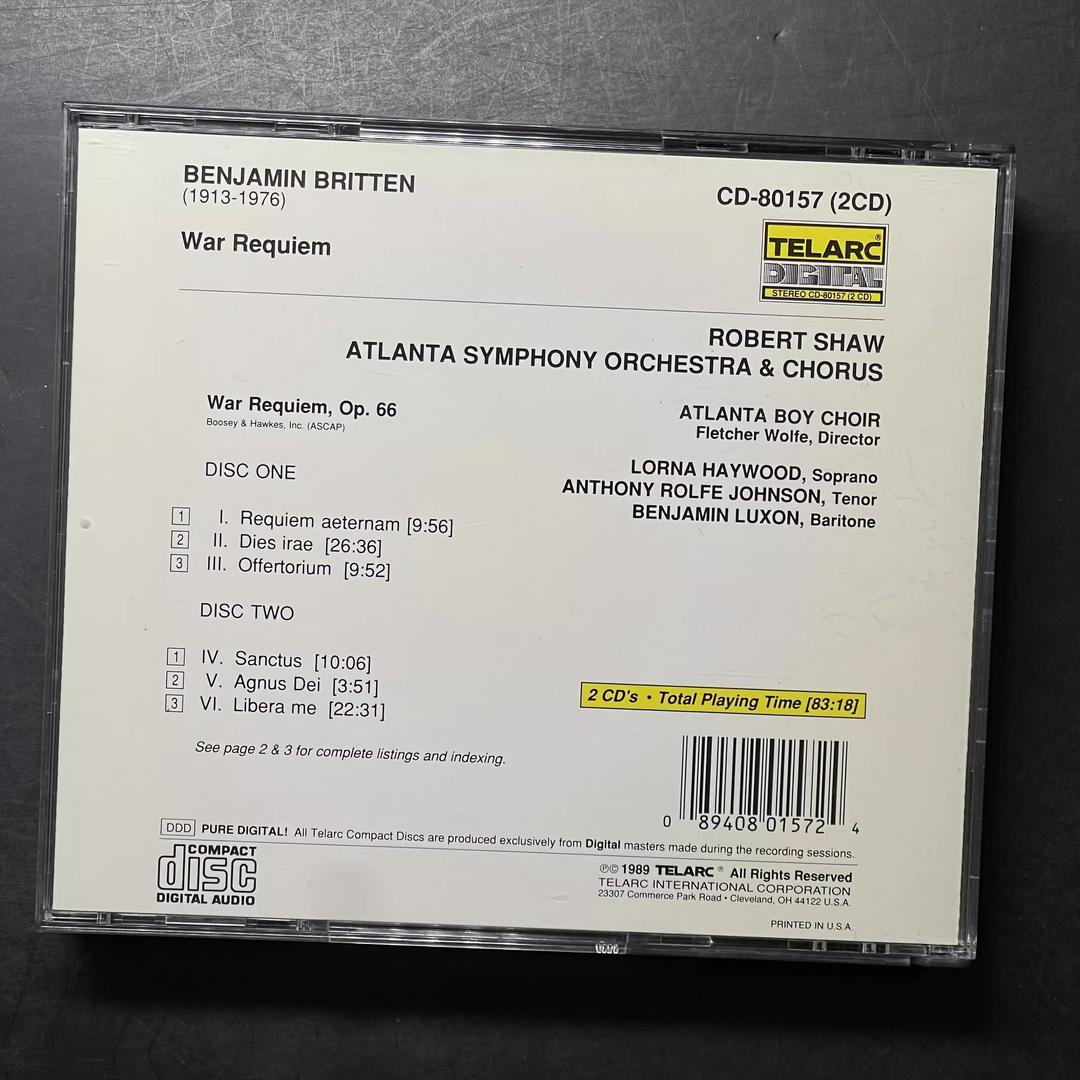 BENJAMIN BRITTEN
(1913-1976)
CD-80157 (2CD)
War Requiem
TELARC®
DIGITAL
STEREO CD-80157 (2 CD)
ROBERT SHAW
ATLANTA SYMPHONY ORCHESTRA & CHORUS
War Requiem, Op. 66
Boosey & Hawkes, Inc. (ASCAP)
ATLANTA BOY CHOIR
Fletcher Wolfe, Director
LORNA HAYWOOD, Soprano
ANTHONY ROLFE JOHNSON, Tenor
BENJAMIN LUXON, Baritone
DISC ONE
1 I. Requiem aeternam [9:56]
2 II. Dies irae [26:36]
3 III. Offertorium [9:52]
DISC TWO
1 IV. Sanctus [10:06]
2 V. Agnus Dei [3:51]
3 VI. Libera me [22:31]
2 CD's • Total Playing Time [83:18]
See page 2 & 3 for complete listings and indexing.
0 89408 01572 4
DDD PURE DIGITAL! All Telarc Compact Discs are produced exclusively from Digital masters made during the recording sessions.
COMPACT
disc
DIGITAL AUDIO
℗© 1989 TELARC® All Rights Reserved
TELARC INTERNATIONAL CORPORATION
23307 Commerce Park Road • Cleveland, OH 44122 U.S.A.
PRINTED IN U.S.A.